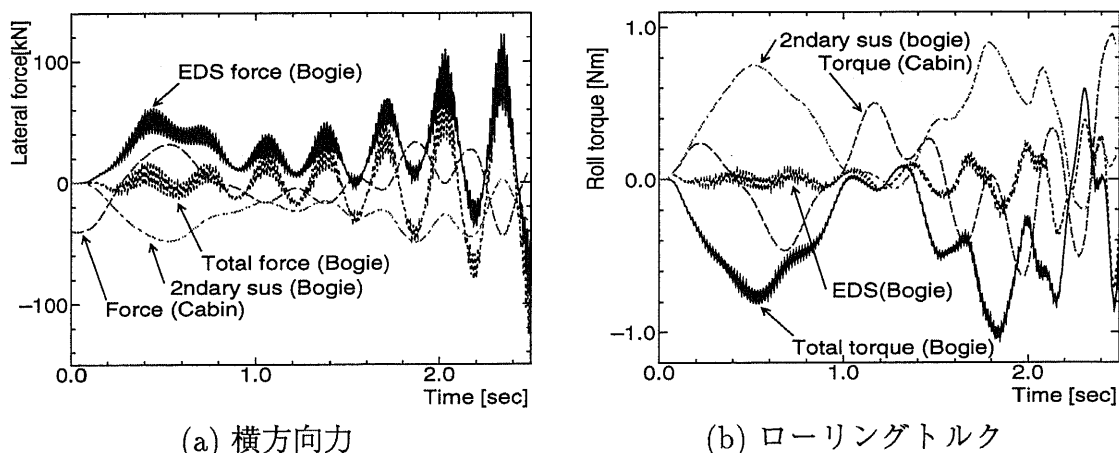 Lateral force[kN]
100
0
−100
EDS force (Bogie)
Total force (Bogie)
2ndary sus (Bogie)
Force (Cabin)
0.0
1.0
2.0
Time [sec]
(a) 横方向力
Roll torque [Nm]
1.0
0.0
−1.0
2ndary sus (bogie)
Torque (Cabin)
EDS(Bogie)
Total torque (Bogie)
0.0
1.0
2.0
Time [sec]
(b) ローリングトルク